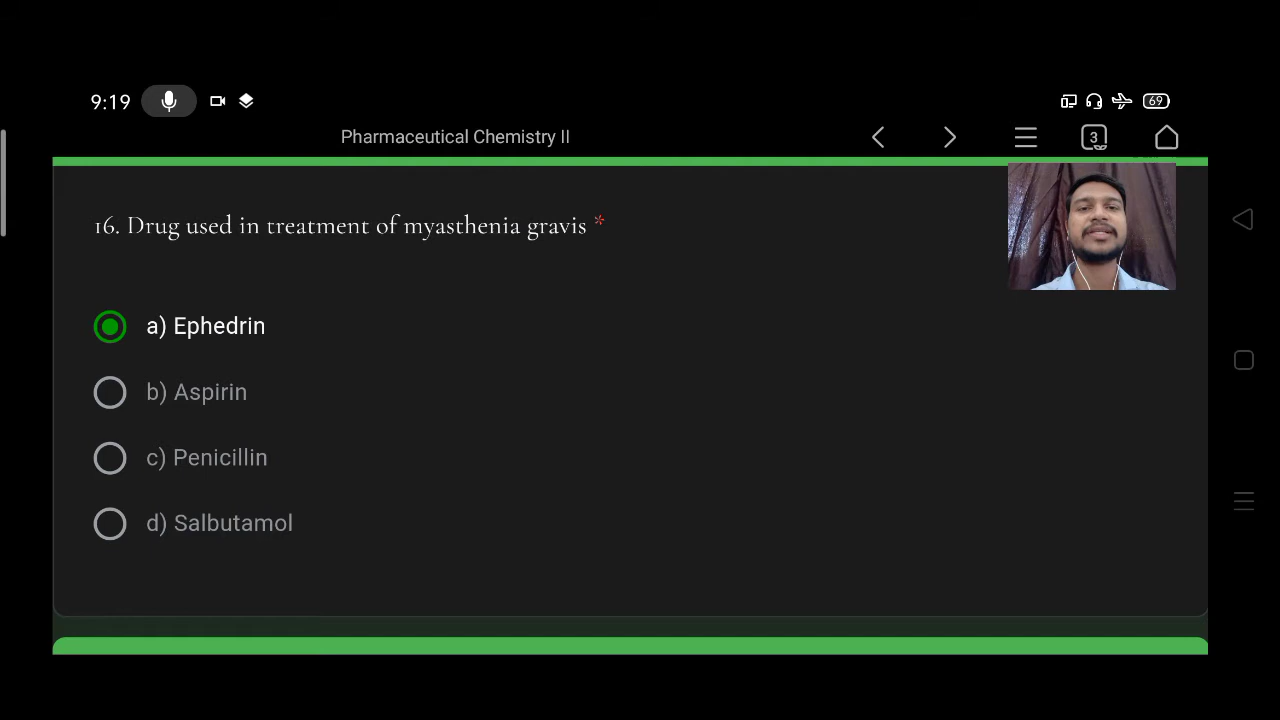 9:19
69
Pharmaceutical Chemistry II
3
16. Drug used in treatment of myasthenia gravis *
a) Ephedrin
b) Aspirin
c) Penicillin
d) Salbutamol